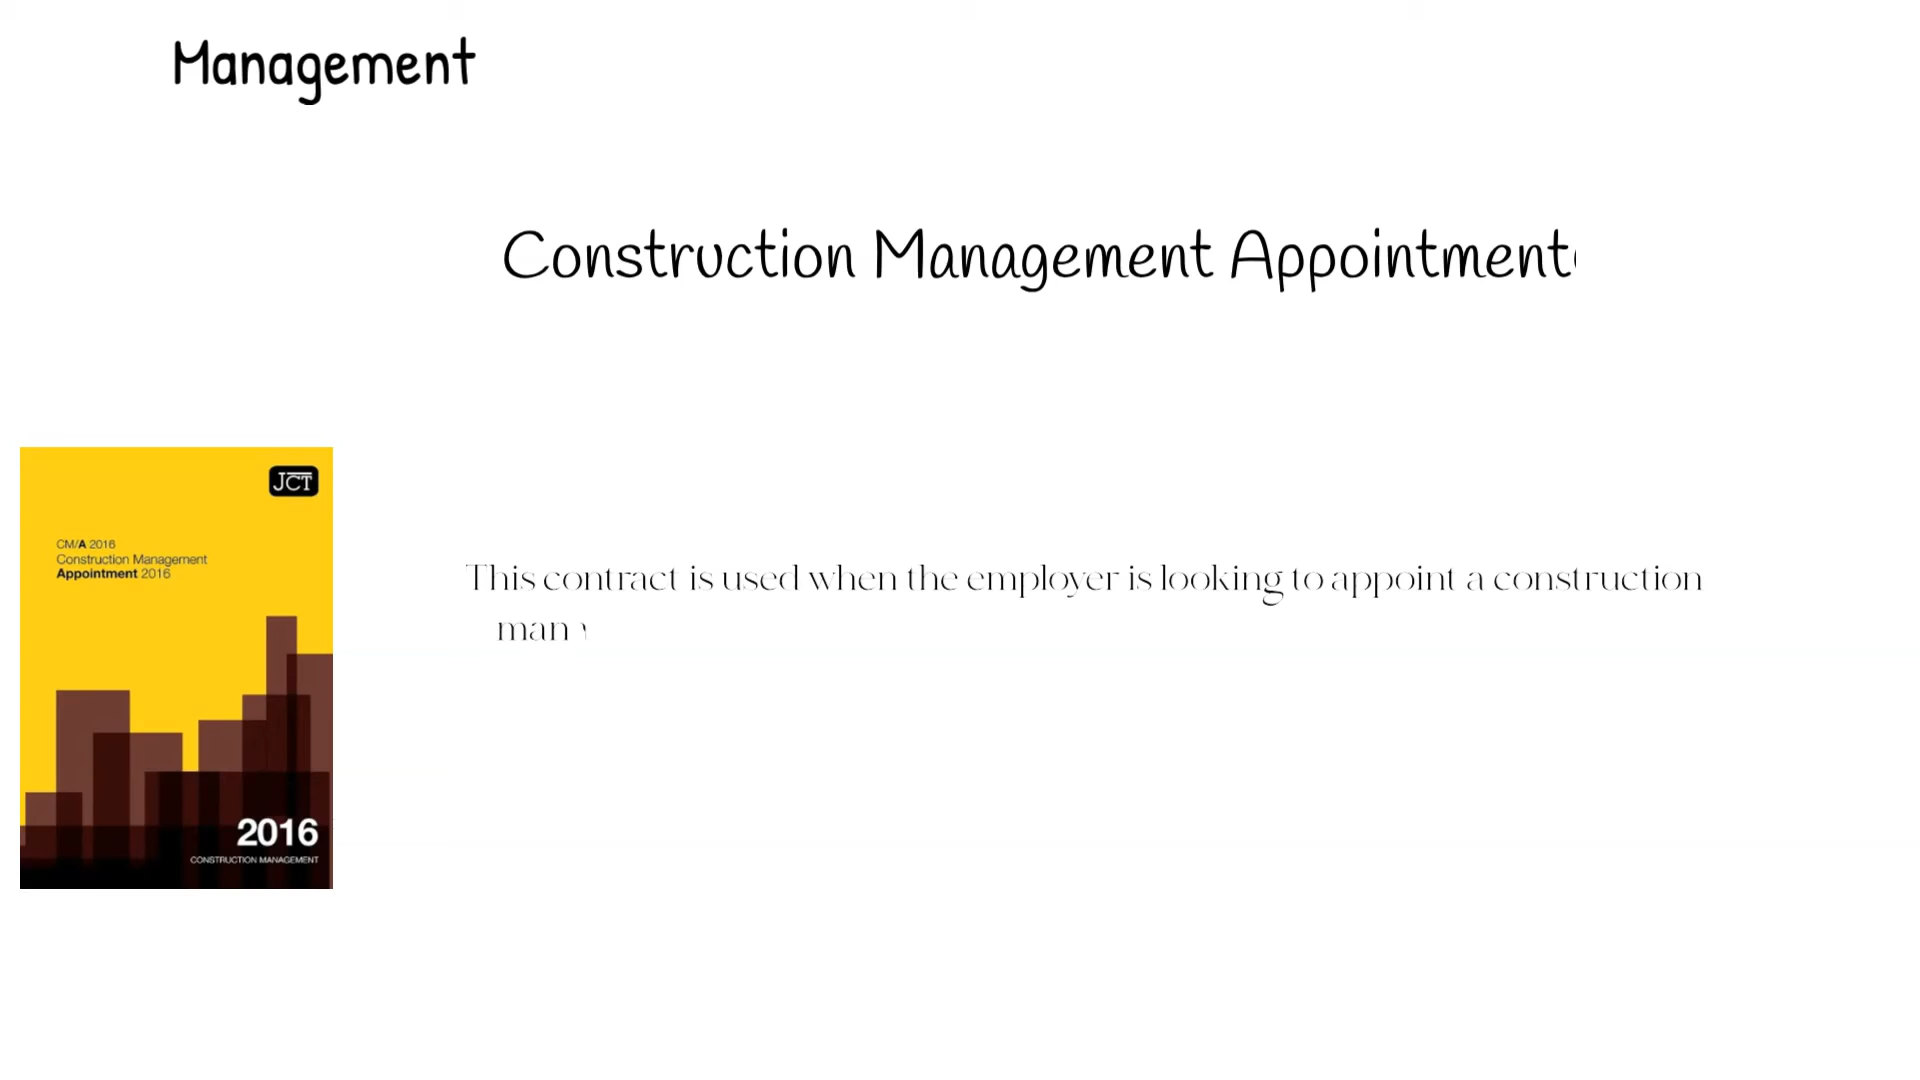 Management
Construction Management Appointment
JCT
CM/A 2016
Construction Management
Appointment 2016
2016
CONSTRUCTION MANAGEMENT
This contract is used when the employer is looking to appoint a construction
man